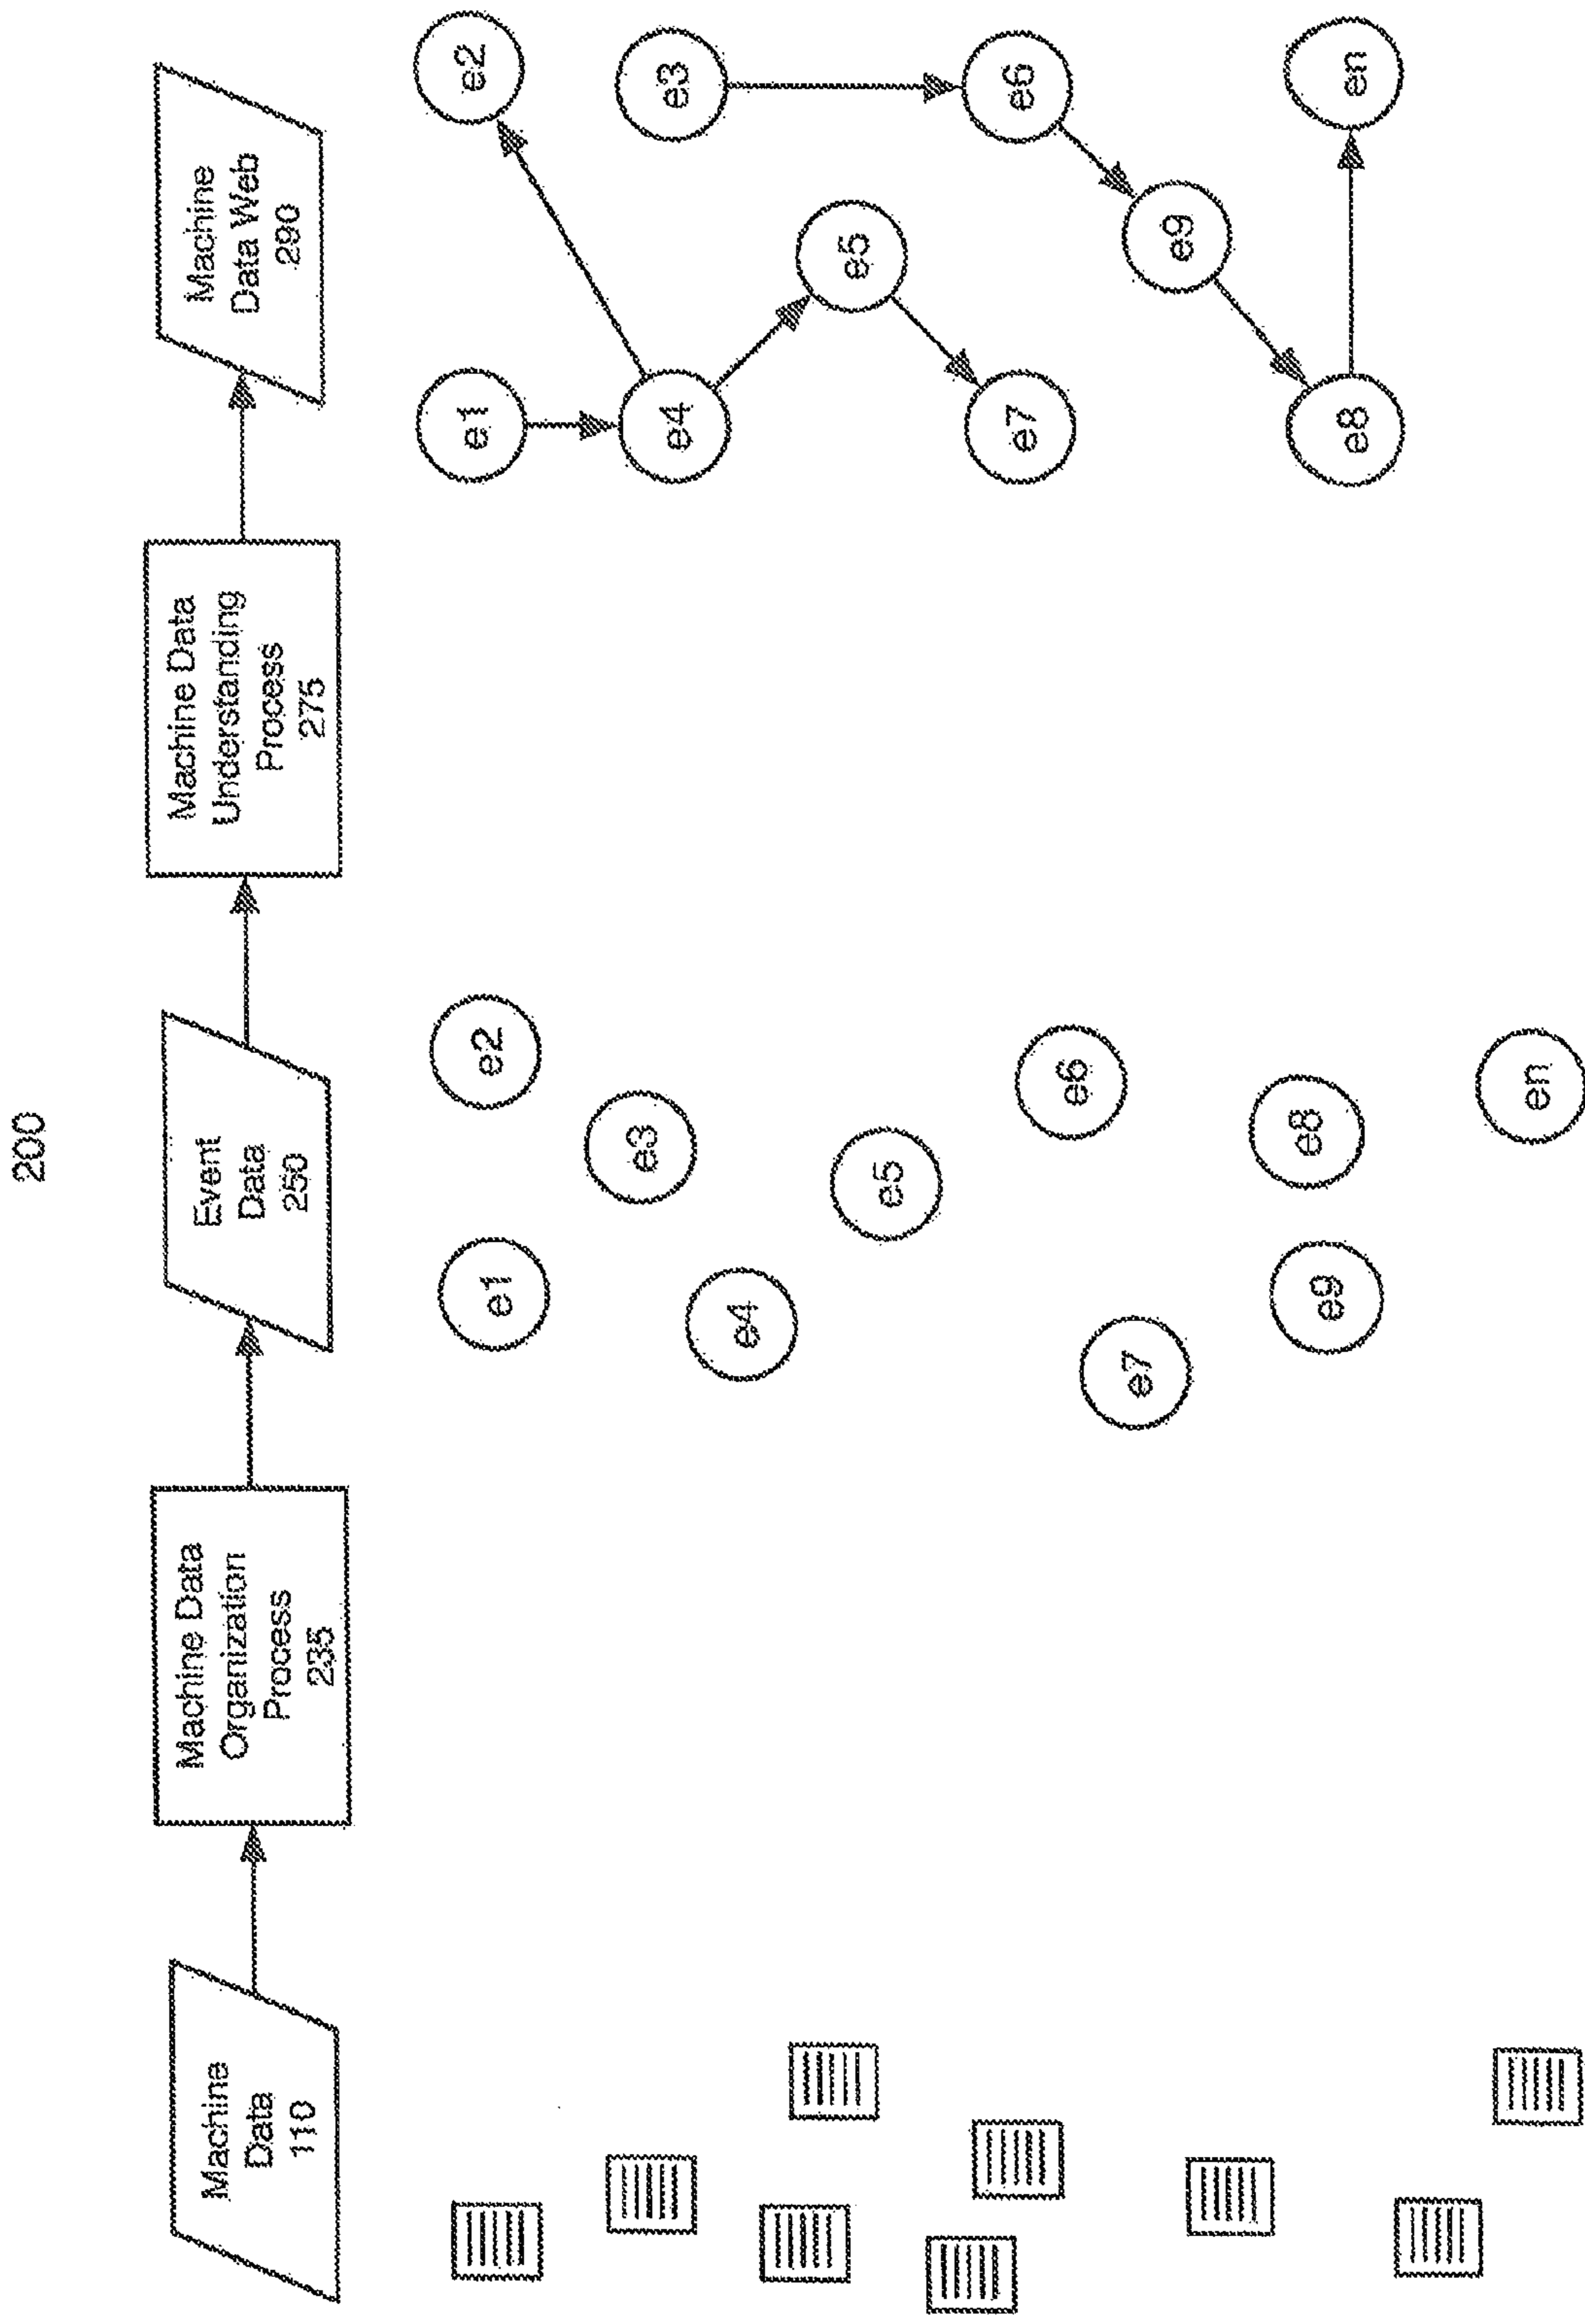 200
Machine
Data
110
Machine Data
Organization
Process
235
Event
Data
250
Machine Data
Understanding
Process
275
Machine
Data Web
290
e1
e2
e3
e4
e5
e6
e7
e8
e9
en
e1
e2
e4
e3
e5
e7
e6
e9
e8
en